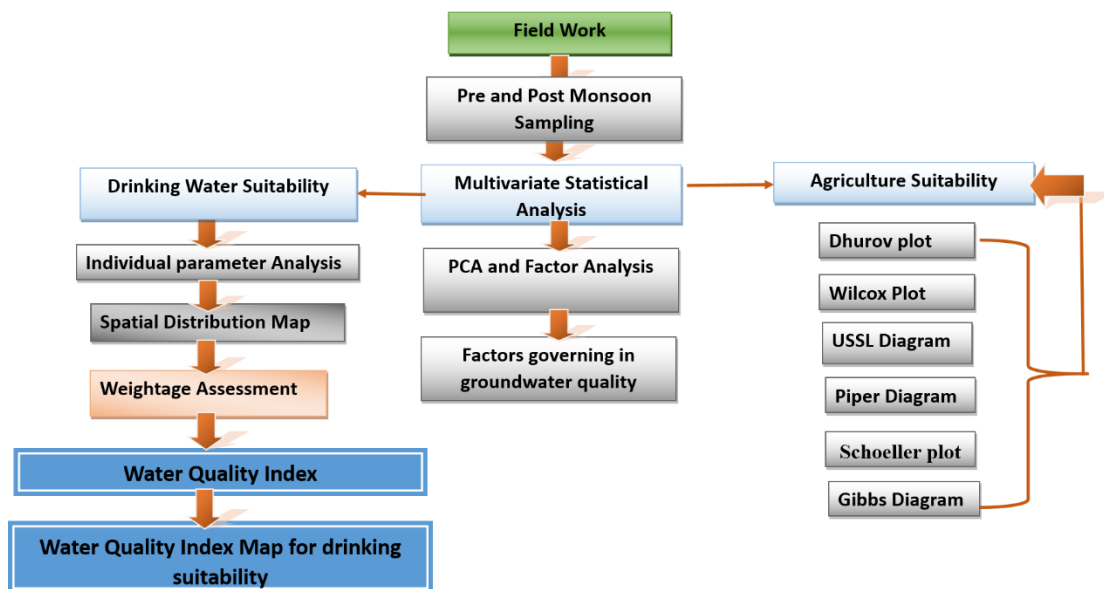 Field Work
Pre and Post Monsoon
Sampling
Drinking Water Suitability
Multivariate Statistical
Analysis
Agriculture Suitability
Individual parameter Analysis
Spatial Distribution Map
Weightage Assessment
Water Quality Index
Water Quality Index Map for drinking
suitability
PCA and Factor Analysis
Factors governing in
groundwater quality
Dhurov plot
Wilcox Plot
USSL Diagram
Piper Diagram
Schoeller plot
Gibbs Diagram